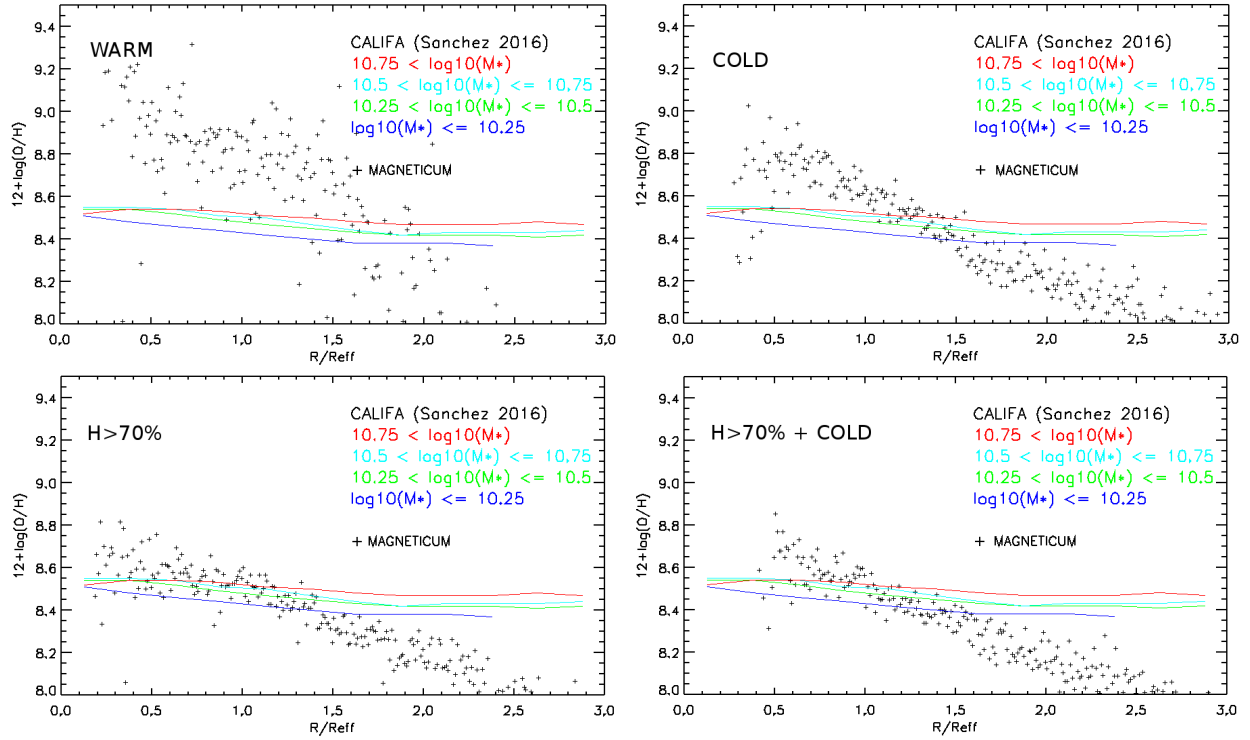 WARM
CALIFA (Sanchez 2016)
10.75 < log10(M*)
10.5 < log10(M*) <= 10.75
10.25 < log10(M*) <= 10.5
log10(M*) <= 10.25
+ MAGNETICUM
12+log(O/H)
9.4
9.2
9.0
8.8
8.6
8.4
8.2
8.0
0,0 0,5 1,0 1,5 2,0 2,5 3,0
R/Reff
COLD
CALIFA (Sanchez 2016)
10.75 < log10(M*)
10.5 < log10(M*) <= 10.75
10.25 < log10(M*) <= 10.5
log10(M*) <= 10.25
+ MAGNETICUM
12+log(O/H)
9.4
9.2
9.0
8.8
8.6
8.4
8.2
8.0
0,0 0,5 1,0 1,5 2,0 2,5 3,0
R/Reff
H>70%
CALIFA (Sanchez 2016)
10.75 < log10(M*)
10.5 < log10(M*) <= 10.75
10.25 < log10(M*) <= 10.5
log10(M*) <= 10.25
+ MAGNETICUM
12+log(O/H)
9.4
9.2
9.0
8.8
8.6
8.4
8.2
8.0
0,0 0,5 1,0 1,5 2,0 2,5 3,0
R/Reff
H>70% + COLD
CALIFA (Sanchez 2016)
10.75 < log10(M*)
10.5 < log10(M*) <= 10.75
10.25 < log10(M*) <= 10.5
log10(M*) <= 10.25
+ MAGNETICUM
12+log(O/H)
9.4
9.2
9.0
8.8
8.6
8.4
8.2
8.0
0,0 0,5 1,0 1,5 2,0 2,5 3,0
R/Reff